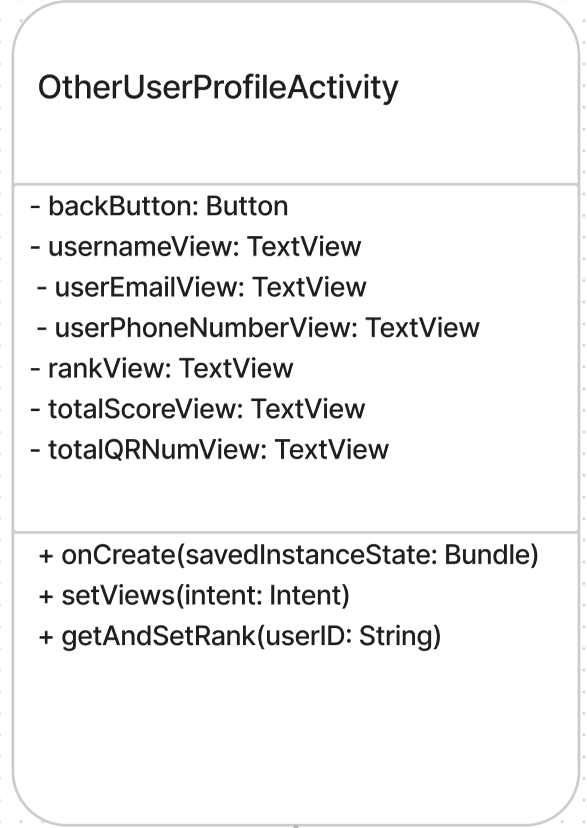 OtherUserProfileActivity
- backButton: Button
- usernameView: TextView
- userEmailView: TextView
- userPhoneNumberView: TextView
- rankView: TextView
- totalScoreView: TextView
- totalQRNumView: TextView
+ onCreate(savedInstanceState: Bundle)
+ setViews(intent: Intent)
+ getAndSetRank(userID: String)